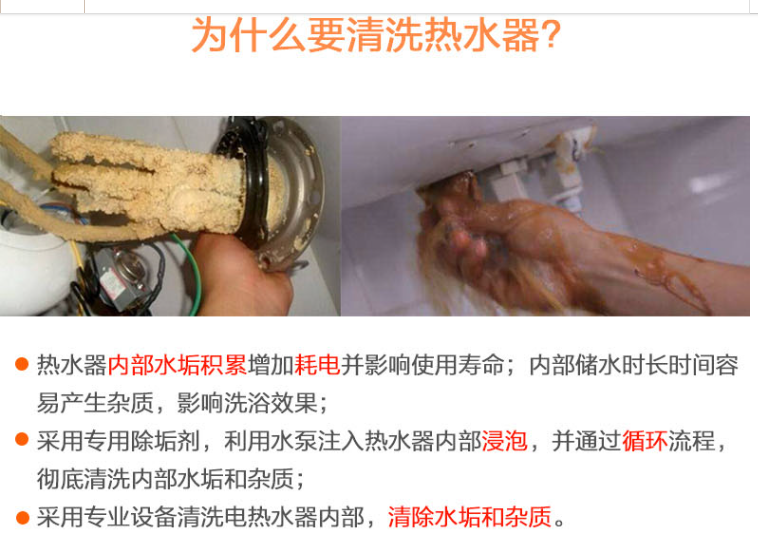 为什么要清洗热水器?
热水器内部水垢积累增加耗电并影响使用寿命；内部储水时长时间容
易产生杂质，影响洗浴效果；
采用专用除垢剂，利用水泵注入热水器内部浸泡，并通过循环流程，
彻底清洗内部水垢和杂质；
采用专业设备清洗电热水器内部，清除水垢和杂质。